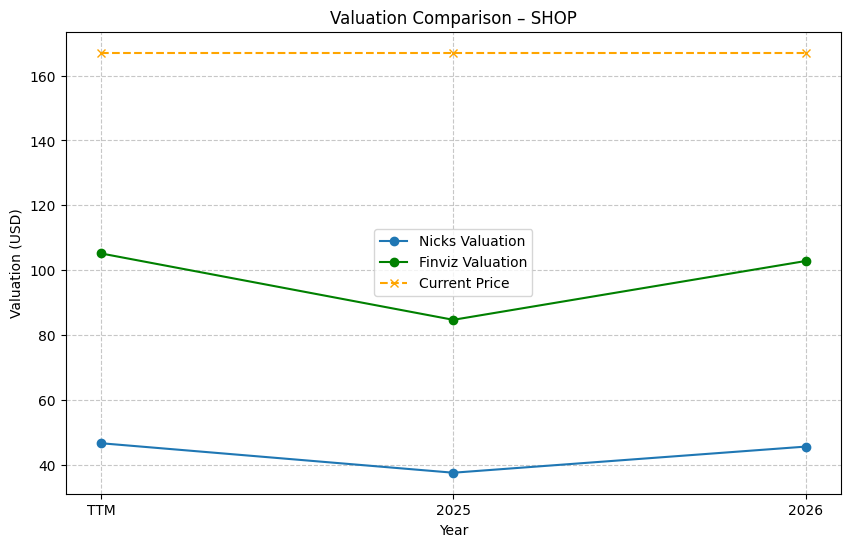 Valuation Comparison – SHOP
Valuation (USD)
160
140
120
100
80
60
40
Nicks Valuation
Finviz Valuation
Current Price
TTM
2025
2026
Year